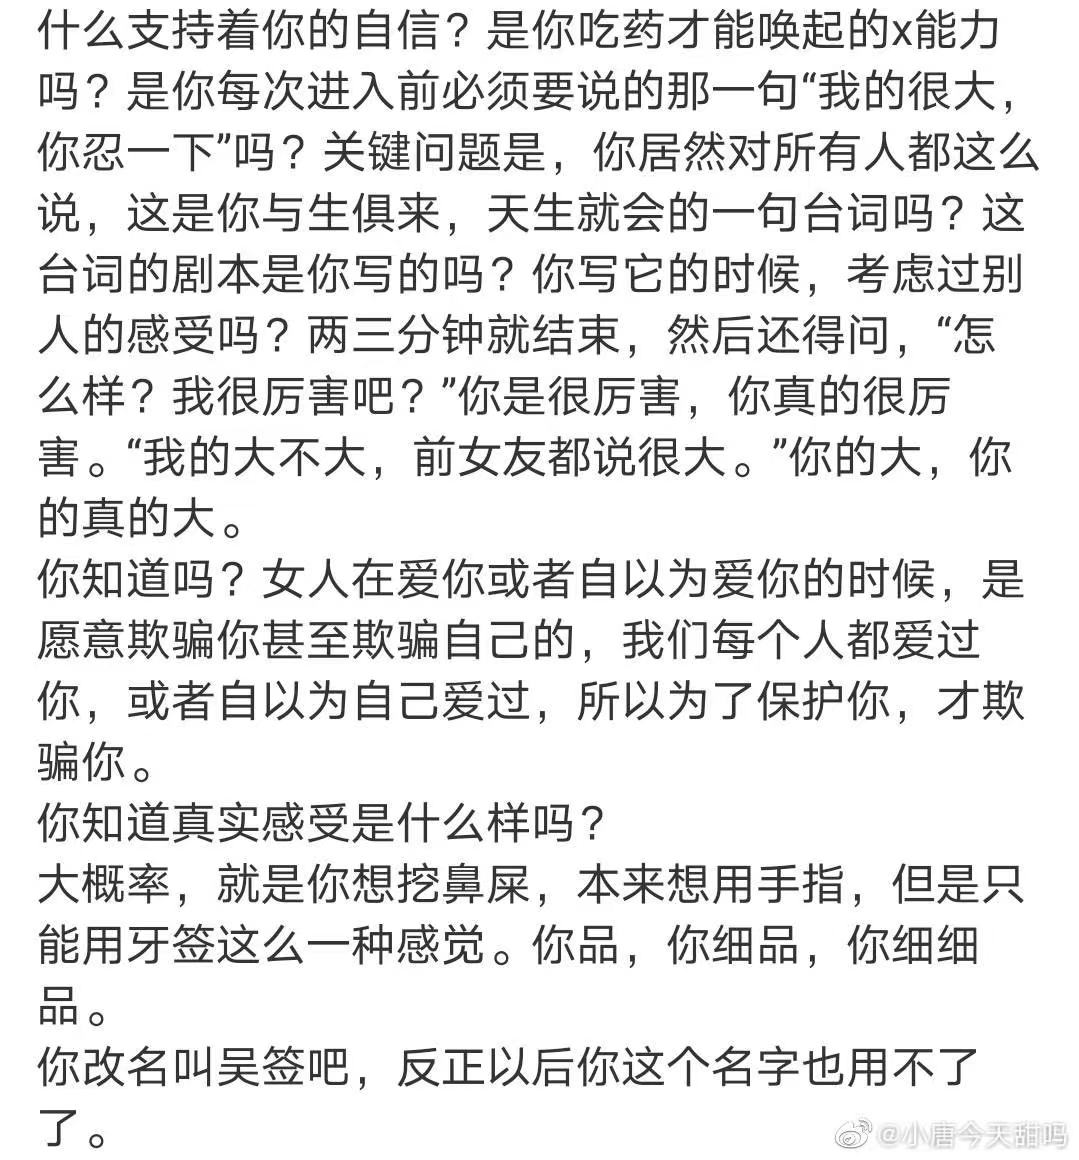 什么支持着你的自信？是你吃药才能唤起的x能力
吗？是你每次进入前必须要说的那一句“我的很大，
你忍一下”吗？关键问题是，你居然对所有人都这么
说，这是你与生俱来，天生就会的一句台词吗？这
台词的剧本是你写的吗？你写它的时候，考虑过别
人的感受吗？两三分钟就结束，然后还得问，“怎
么样？我很厉害吧？”你是很厉害，你真的很厉
害。“我的大不大，前女友都说很大。”你的大，你
的真的大。
你知道吗？女人在爱你或者自以为爱你的时候，是
愿意欺骗你甚至欺骗自己的，我们每个人都爱过
你，或者自以为自己爱过，所以为了保护你，才欺
骗你。
你知道真实感受是什么样吗？
大概率，就是你想挖鼻屎，本来想用手指，但是只
能用牙签这么一种感觉。你品，你细品，你细细
品。
你改名叫吴签吧，反正以后你这个名字也用不了
了。
@小唐今天甜吗